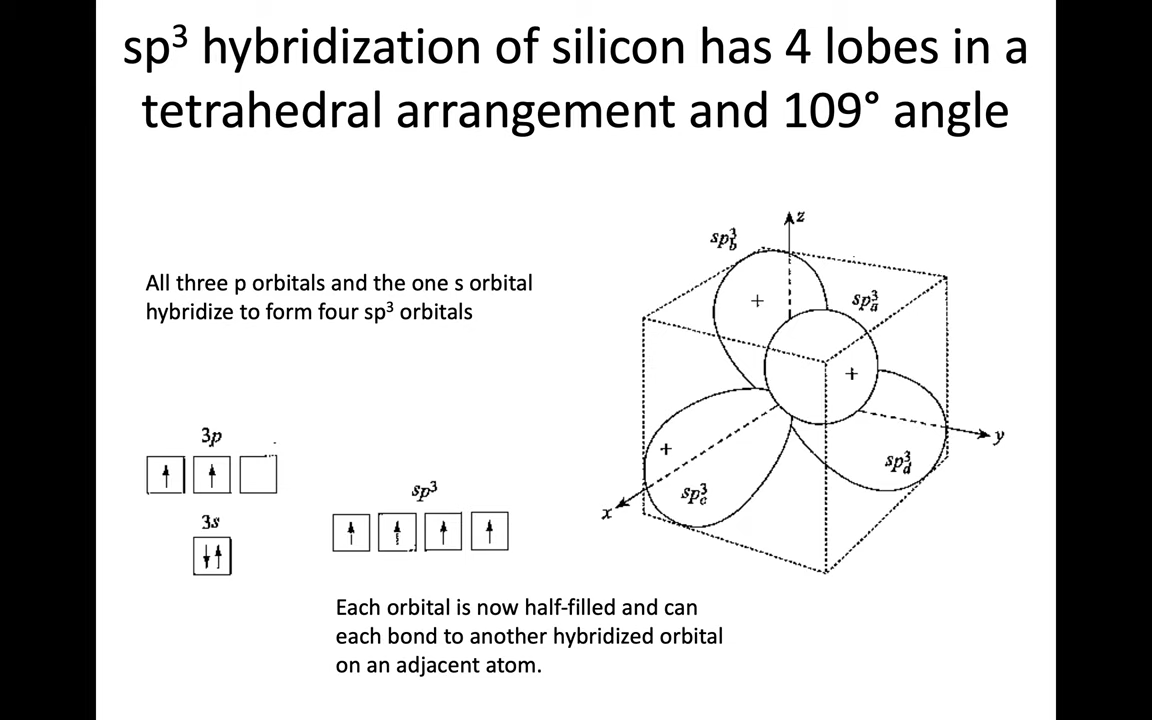 sp³ hybridization of silicon has 4 lobes in a
tetrahedral arrangement and 109° angle
All three p orbitals and the one s orbital
hybridize to form four sp³ orbitals
3p
3s
sp³
Each orbital is now half-filled and can
each bond to another hybridized orbital
on an adjacent atom.
z
sp³b
sp³a
+
+
y
+
sp³d
sp³c
x